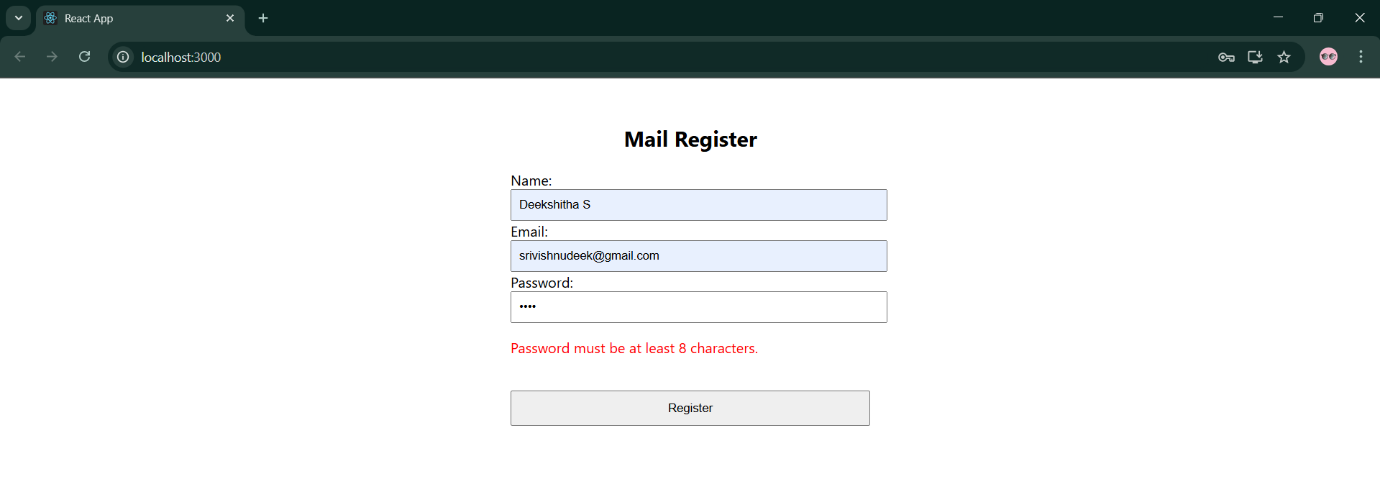 React App
localhost:3000
Mail Register
Name:
Deekshitha S
Email:
srivishnudeek@gmail.com
Password:
••••
Password must be at least 8 characters.
Register